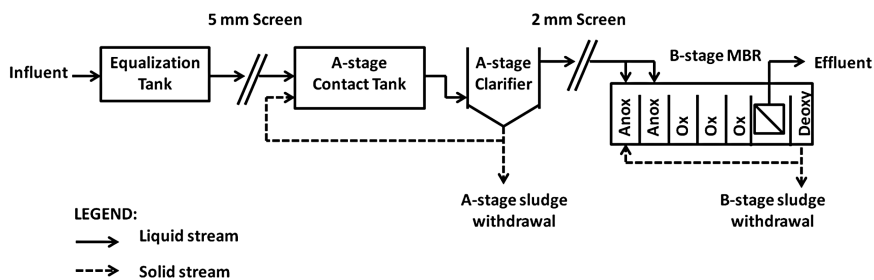 5 mm Screen
2 mm Screen
Influent
Equalization
Tank
A-stage
Contact Tank
A-stage
Clarifier
B-stage MBR
Effluent
Anox
Anox
Ox
Ox
Ox
Deoxy
A-stage sludge
withdrawal
B-stage sludge
withdrawal
LEGEND:
Liquid stream
Solid stream